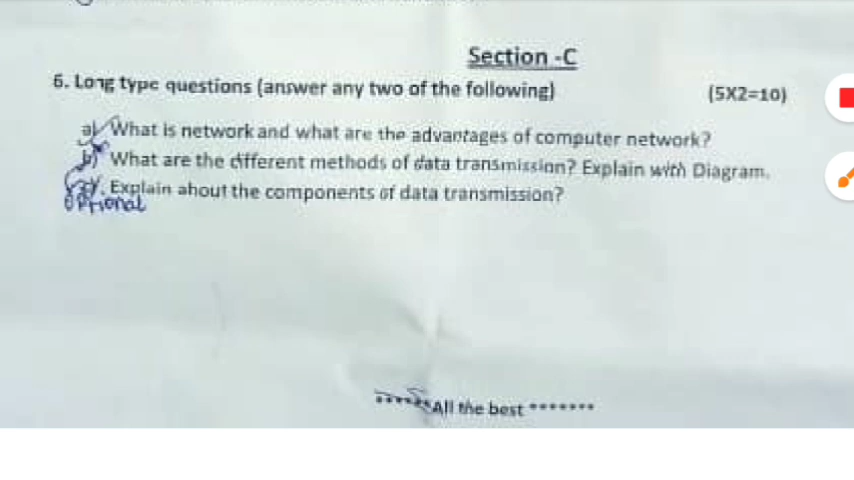 Section -C
6. Long type questions (answer any two of the following) (5X2=10)
a) What is network and what are the advantages of computer network?
b) What are the different methods of data transmission? Explain with Diagram.
Explain about the components of data transmission?
optional
******All the best *******